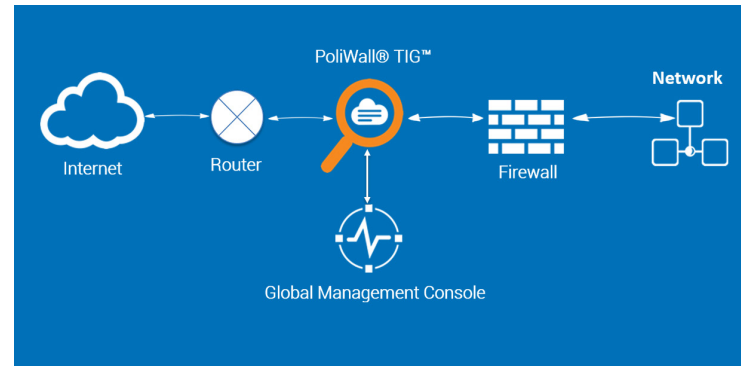 PoliWall® TIG™
Network
Internet
Router
Firewall
Global Management Console